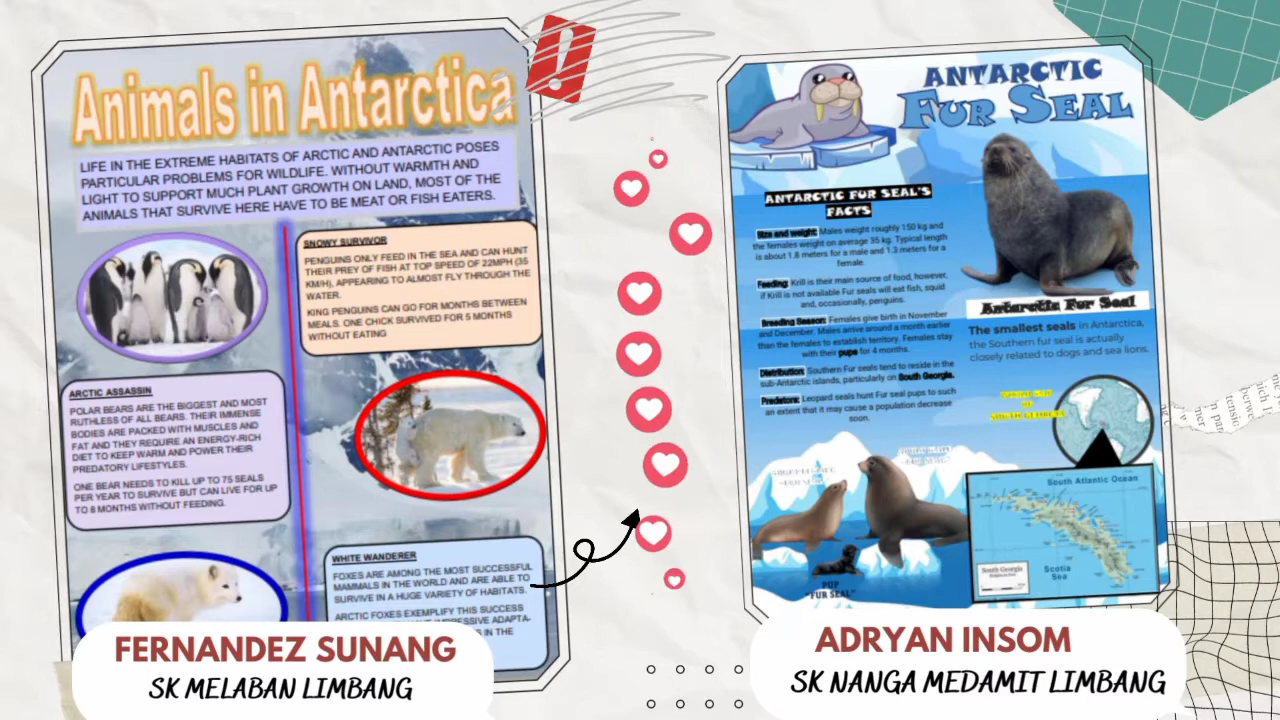 Animals in Antarctica
LIFE IN THE EXTREME HABITATS OF ARCTIC AND ANTARCTIC POSES
PARTICULAR PROBLEMS FOR WILDLIFE. WITHOUT WARMTH AND
LIGHT TO SUPPORT MUCH PLANT GROWTH ON LAND, MOST OF THE
ANIMALS THAT SURVIVE HERE HAVE TO BE MEAT OR FISH EATERS.
SNOWY SURVIVOR
PENGUINS ONLY FEED IN THE SEA AND CAN HUNT
THEIR PREY OF FISH AT TOP SPEED OF 22MPH (35
KM/H), APPEARING TO ALMOST FLY THROUGH THE
WATER.
KING PENGUINS CAN GO FOR MONTHS BETWEEN
MEALS. ONE CHICK SURVIVED FOR 5 MONTHS
WITHOUT EATING
ARCTIC ASSASSIN
POLAR BEARS ARE THE BIGGEST AND MOST
RUTHLESS OF ALL BEARS. THEIR IMMENSE
BODIES ARE PACKED WITH MUSCLES AND
FAT AND THEY REQUIRE AN ENERGY-RICH
DIET TO KEEP WARM AND POWER THEIR
PREDATORY LIFESTYLES.
ONE BEAR NEEDS TO KILL UP TO 75 SEALS
PER YEAR TO SURVIVE BUT CAN LIVE FOR UP
TO 8 MONTHS WITHOUT FEEDING.
WHITE WANDERER
FOXES ARE AMONG THE MOST SUCCESSFUL
MAMMALS IN THE WORLD AND ARE ABLE TO
SURVIVE IN A HUGE VARIETY OF HABITATS.
ARCTIC FOXES EXEMPLIFY THIS SUCCESS
ADAPTA-
IN THE
FERNANDEZ SUNANG
SK MELABAN LIMBANG
ANTARCTIC
FUR SEAL
ANTARCTIC FUR SEAL'S
FACTS
Size and weight: Males weight roughly 150 kg and
the females weight on average 35 kg. Typical length
is about 1.8 meters for a male and 1.3 meters for a
female.
Feeding: Krill is their main source of food, however,
if Krill is not available Fur seals will eat fish, squid
and, occasionally, penguins.
Breeding Season: Females give birth in November
and December. Males arrive around a month earlier
than the females to establish territory. Females stay
with their pups for 4 months.
Distribution: Southern Fur seals tend to reside in the
sub-Antarctic islands, particularly on South Georgia.
Predators: Leopard seals hunt Fur seal pups to such
an extent that it may cause a population decrease
soon.
Antarctic Fur Seal
The smallest seals in Antarctica,
the Southern fur seal is actually
closely related to dogs and sea lions.
OF
SOUTH GEORGIA
PUP
"FUR SEAL"
South Atlantic Ocean
South Georgia
Scotia
Sea
ADRYAN INSOM
SK NANGA MEDAMIT LIMBANG